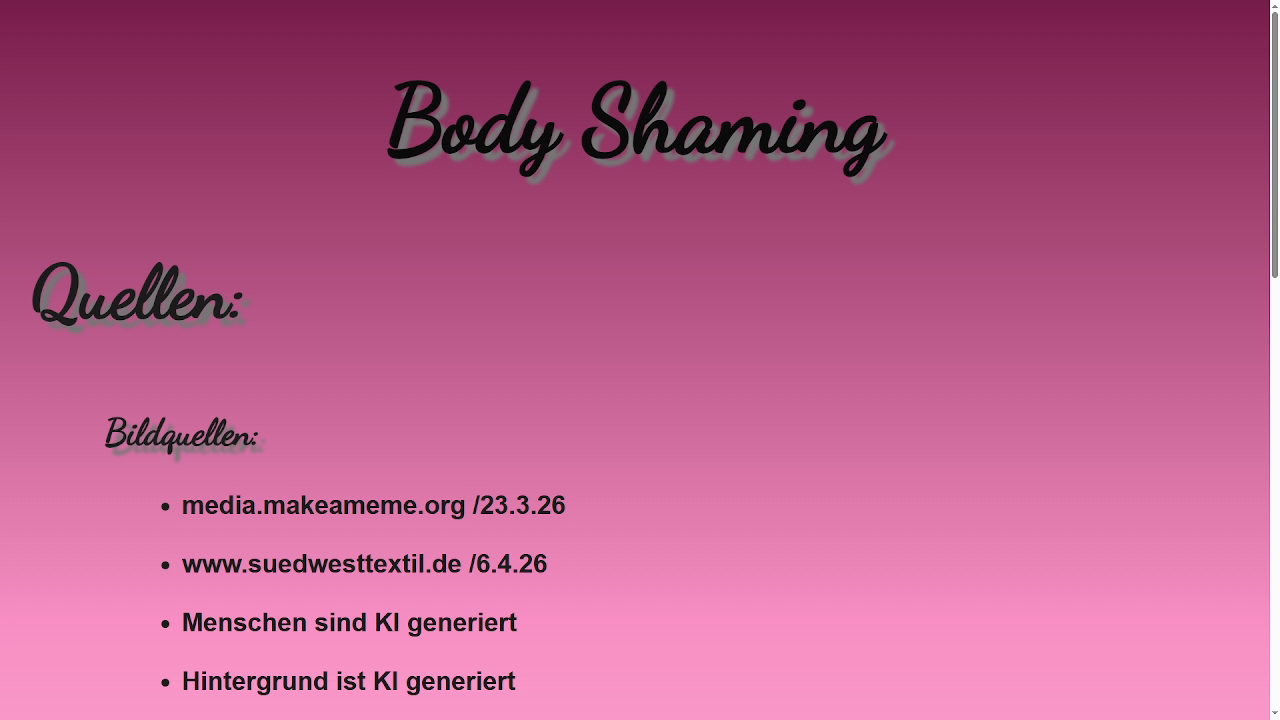 Body Shaming
Quellen:
Bildquellen:
• media.makeameme.org /23.3.26
• www.suedwesttextil.de /6.4.26
• Menschen sind KI generiert
• Hintergrund ist KI generiert